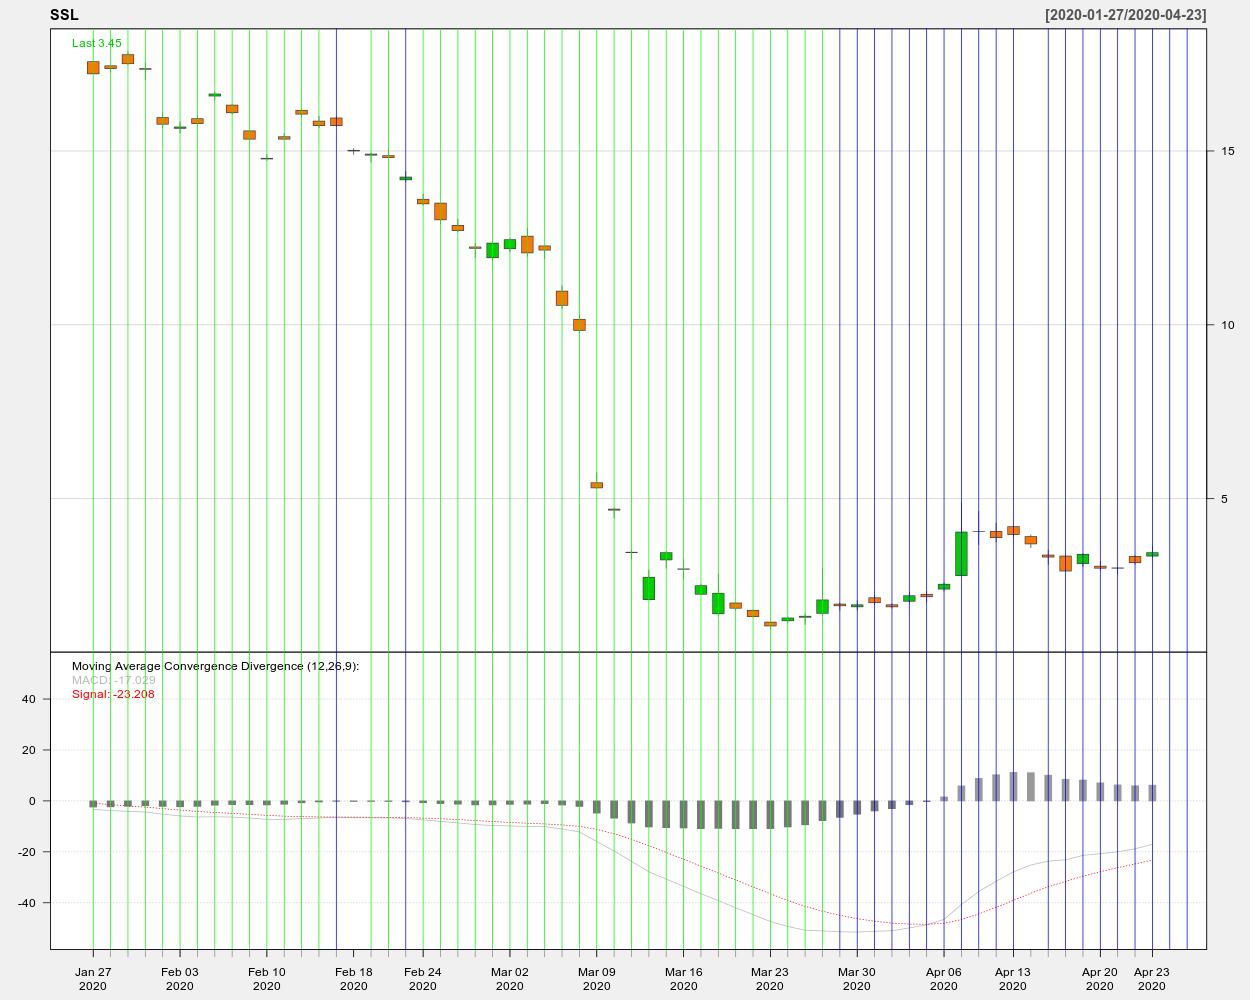 SSL
[2020-01-27/2020-04-23]
Last 3.45
15
10
5
Moving Average Convergence Divergence (12,26,9):
MACD: -17.029
Signal: -23.208
40
20
0
-20
-40
Jan 27 Feb 03 Feb 10 Feb 18 Feb 24 Mar 02 Mar 09 Mar 16 Mar 23 Mar 30 Apr 06 Apr 13 Apr 20 Apr 23
2020 2020 2020 2020 2020 2020 2020 2020 2020 2020 2020 2020 2020 2020